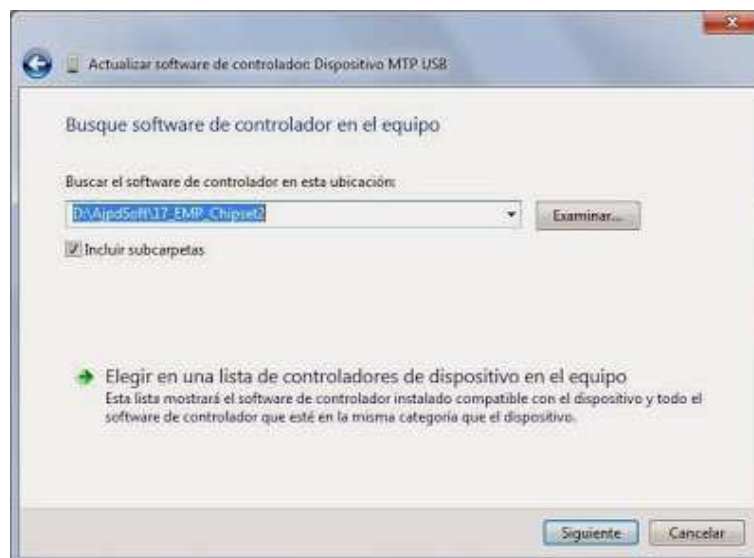 Actualizar software de controlador: Dispositivo MTP USB
Busque software de controlador en el equipo
Buscar el software de controlador en esta ubicación:
D:\AjpdSoft\17_EMP_Chipset2
Examinar...
Incluir subcarpetas
Elegir en una lista de controladores de dispositivo en el equipo
Esta lista mostrará el software de controlador instalado compatible con el dispositivo y todo el
software de controlador que esté en la misma categoría que el dispositivo.
Siguiente
Cancelar